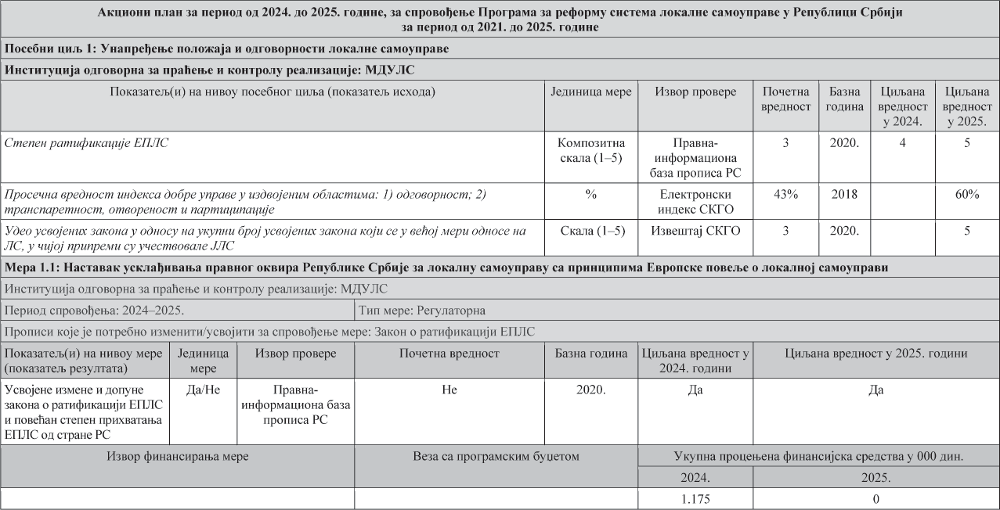 Акциони план за период од 2024. до 2025. године, за спровођење Програма за реформу система локалне самоуправе у Републици Србији
за период од 2021. до 2025. године
Посебни циљ 1: Унапређење положаја и одговорности локалне самоуправе
Институција одговорна за праћење и контролу реализације: МДУЛС
Показатељ(и) на нивоу посебног циља (показатељ исхода) Јединица мере Извор провере Почетна вредност Базна година Циљана вредност у 2024. Циљана вредност у 2025.
Степен ратификације ЕПЛС Композитна скала (1–5) Правна-информациона база прописа РС 3 2020. 4 5
Просечна вредност индекса добре управе у издвојеним областима: 1) одговорност; 2)
транспаретност, отвореност и партиципације % Електронски индекс СКГО 43% 2018 60%
Удео усвојених закона у односу на укупни број усвојених закона који се у већој мери односе на
ЛС, у чијој припреми су учествовале ЈЛС Скала (1–5) Извештај СКГО 3 2020. 5
Мера 1.1: Наставак усклађивања правног оквира Републике Србије за локалну самоуправу са принципима Европске повеље о локалној самоуправи
Институција одговорна за праћење и контролу реализације: МДУЛС
Период спровођења: 2024–2025. Тип мере: Регулаторна
Прописи које је потребно изменити/усвојити за спровођење мере: Закон о ратификацији ЕПЛС
Показатељ(и) на нивоу мере
(показатељ резултата) Јединица мере Извор провере Почетна вредност Базна година Циљана вредност у 2024. години Циљана вредност у 2025. години
Усвојене измене и допуне
закона о ратификацији ЕПЛС
и повећан степен прихватања
ЕПЛС од стране РС Да/Не Правна-информациона база прописа РС Не 2020. Да Да
Извор финансирања мере Веза са програмским буџетом Укупна процењена финансијска средства у 000 дин.
2024. 2025.
1.175 0